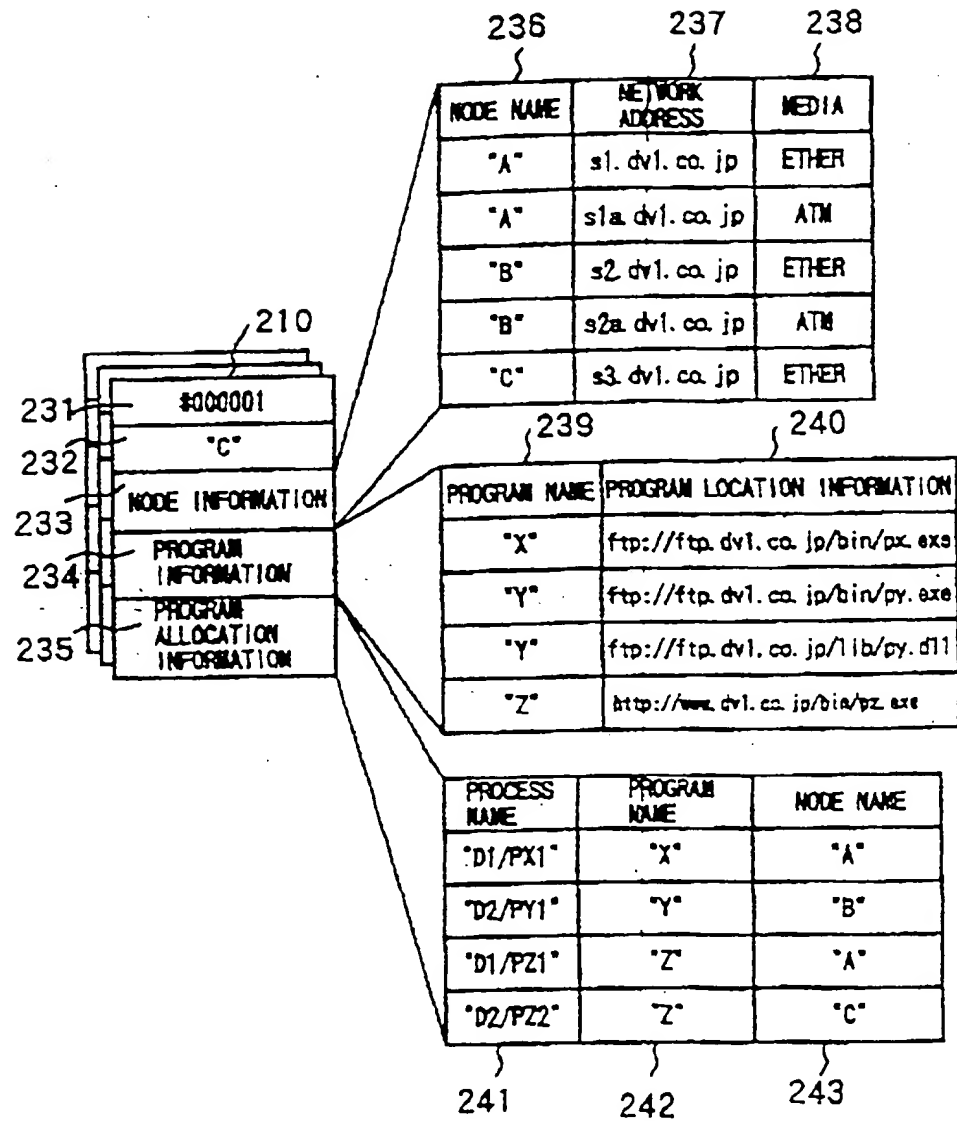 236 237 238
NODE NAME NETWORK ADDRESS MEDIA
"A" s1.dv1.co.jp ETHER
"A" s1a.dv1.co.jp ATM
"B" s2.dv1.co.jp ETHER
"B" s2a.dv1.co.jp ATM
"C" s3.dv1.co.jp ETHER
210
231 #000001
232 "C"
233 NODE INFORMATION
234 PROGRAM
INFORMATION
235 PROGRAM
ALLOCATION
INFORMATION
239 240
PROGRAM NAME PROGRAM LOCATION INFORMATION
"X" ftp://ftp.dv1.co.jp/bin/px.exe
"Y" ftp://ftp.dv1.co.jp/bin/py.exe
"Y" ftp://ftp.dv1.co.jp/lib/py.dll
"Z" http://www.dv1.co.jp/bin/pz.exe
PROCESS NAME PROGRAM NAME NODE NAME
"D1/PX1" "X" "A"
"D2/PY1" "Y" "B"
"D1/PZ1" "Z" "A"
"D2/PZ2" "Z" "C"
241 242 243